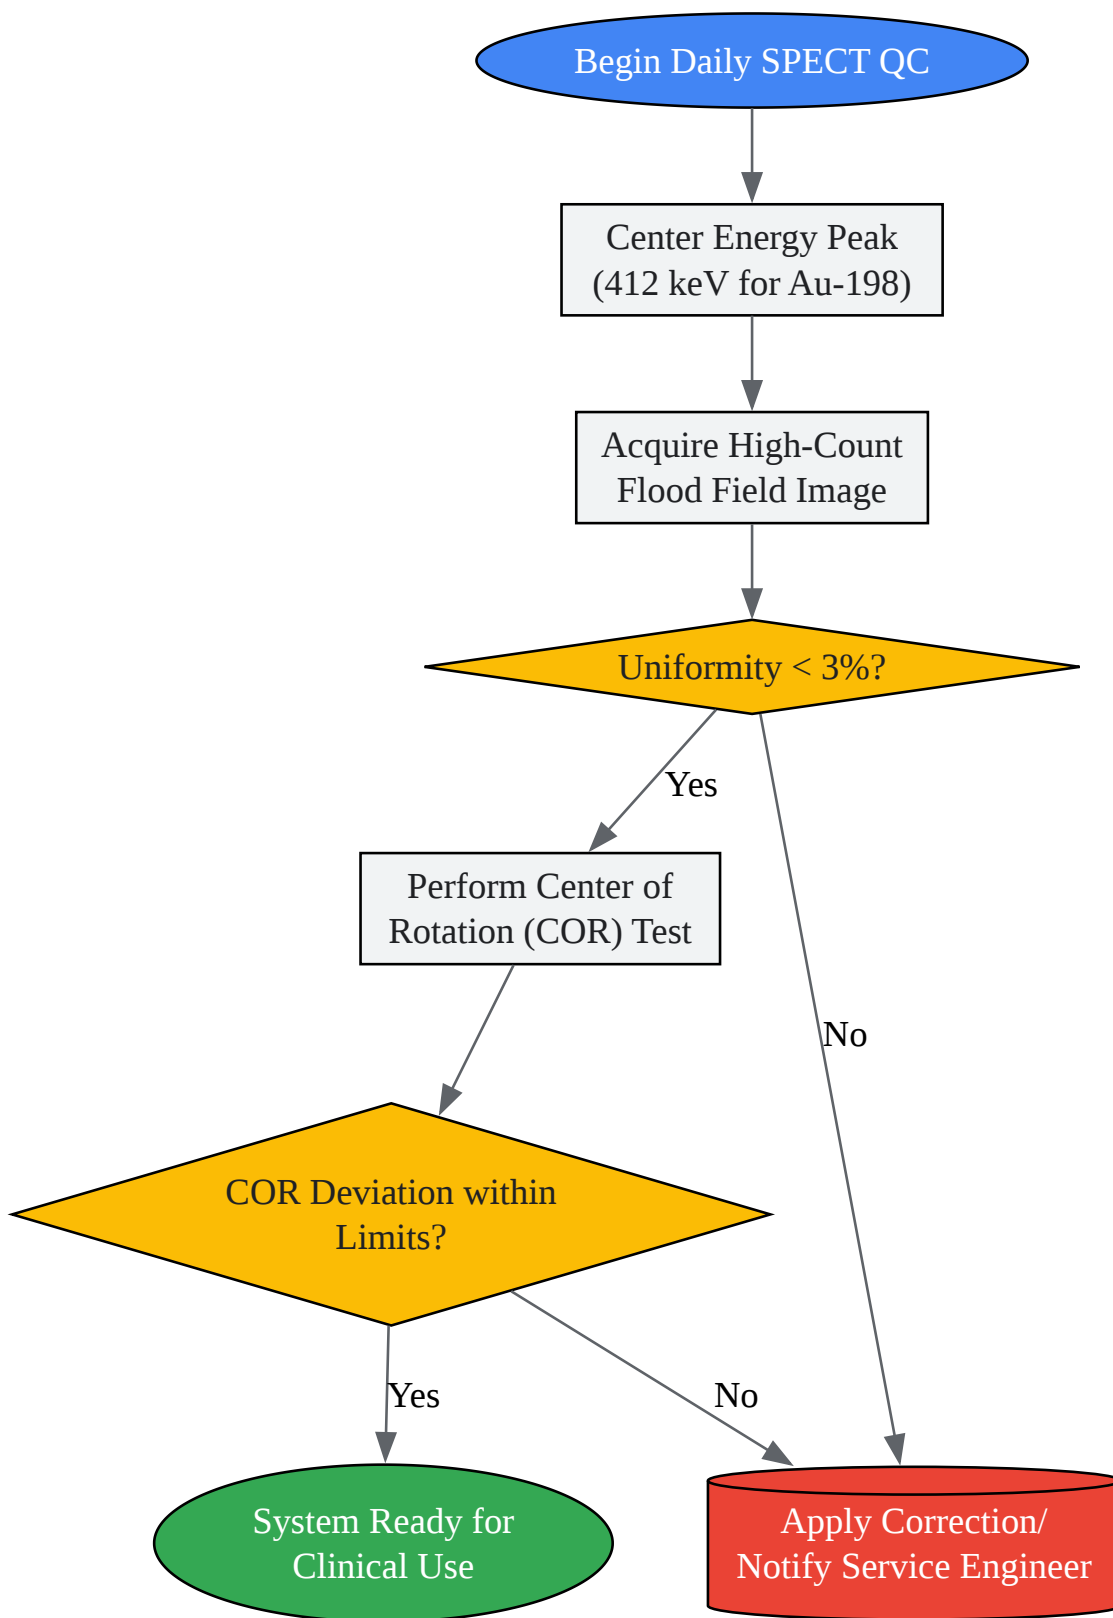 Begin Daily SPECT QC
Center Energy Peak
(412 keV for Au-198)
Acquire High-Count
Flood Field Image
Uniformity < 3%?
Yes
Perform Center of
Rotation (COR) Test
No
COR Deviation within
Limits?
Yes
No
System Ready for
Clinical Use
Apply Correction/
Notify Service Engineer